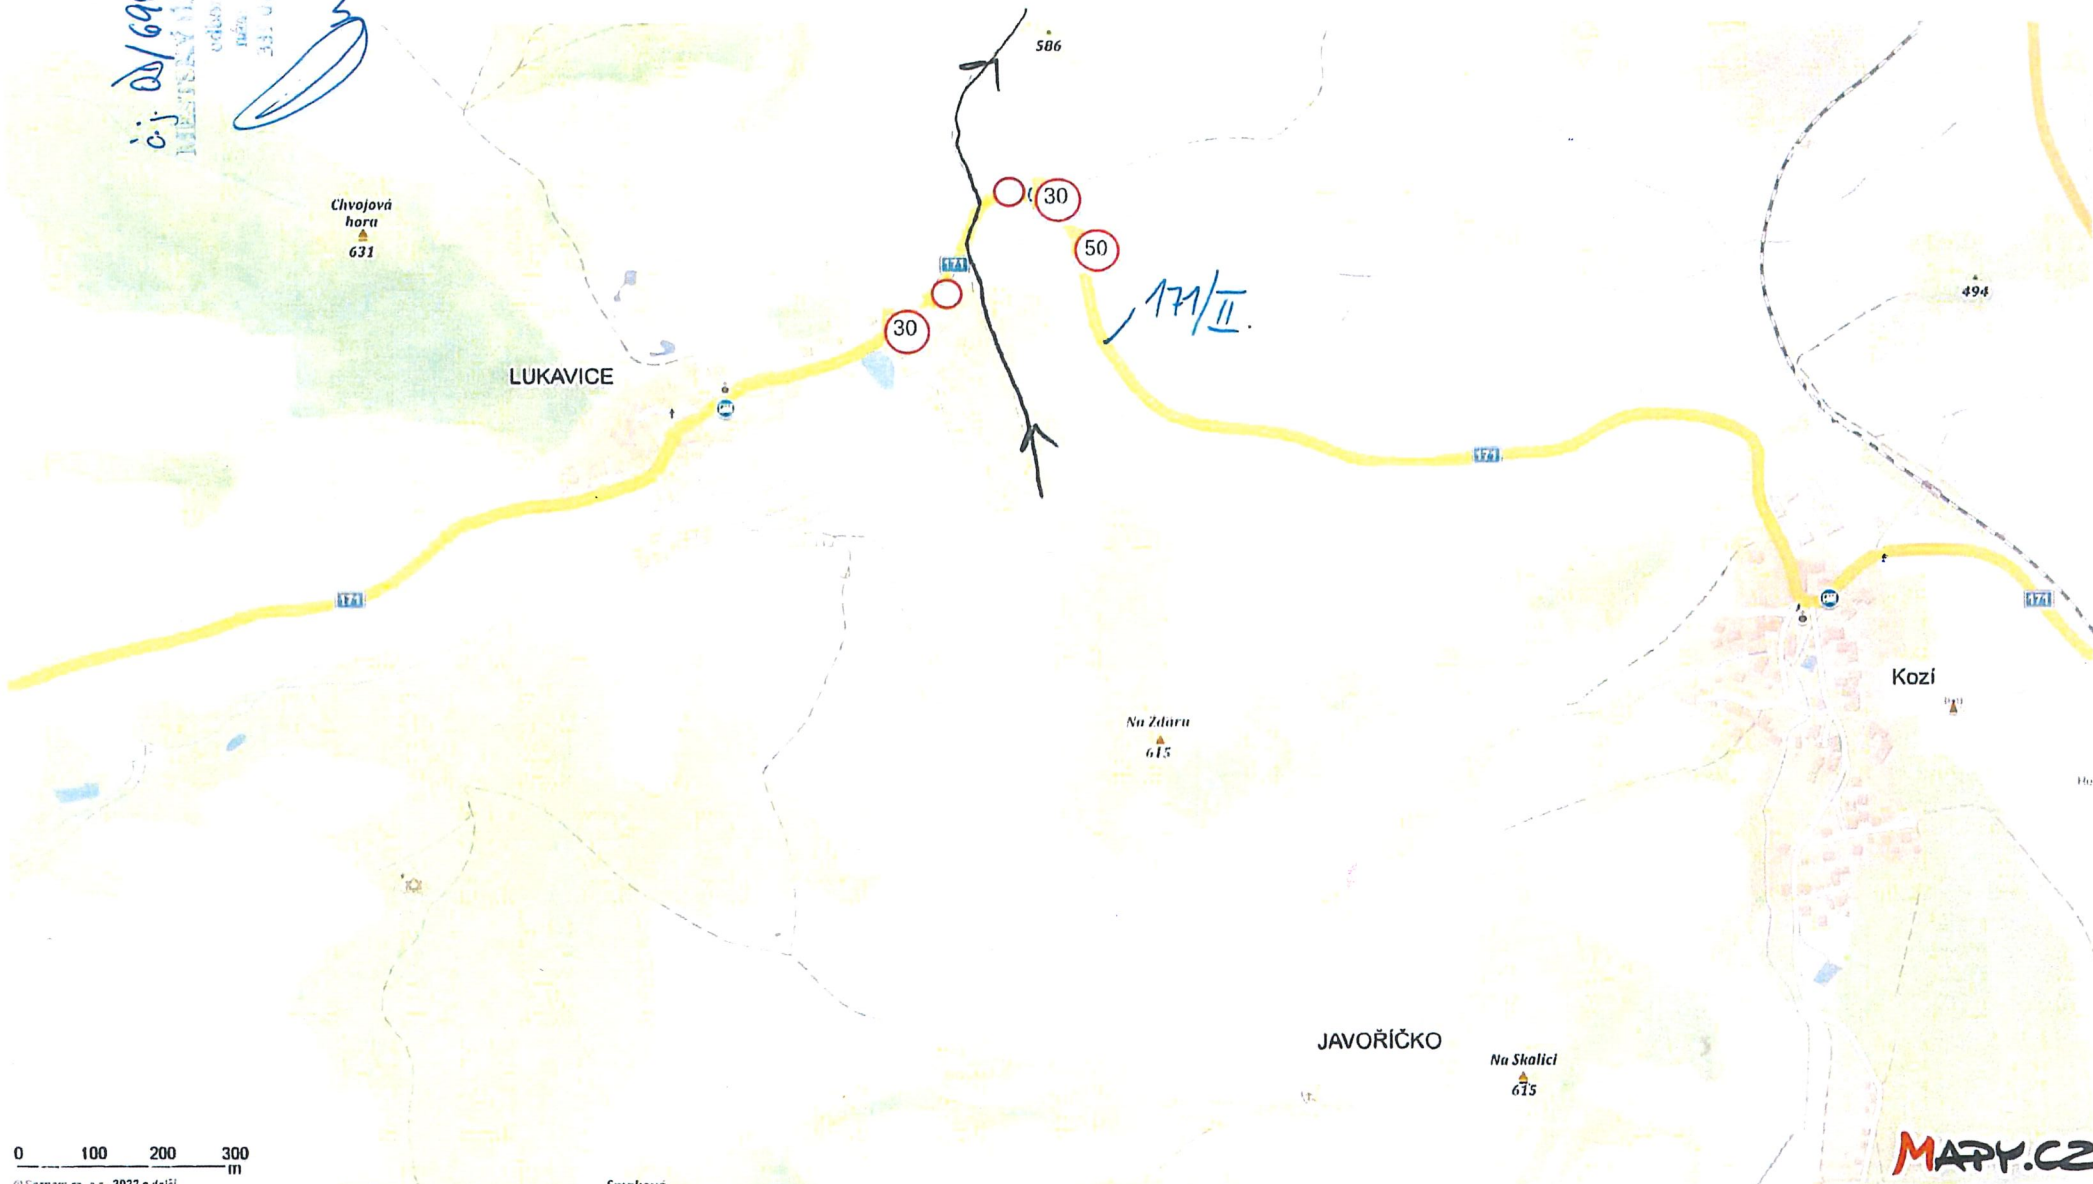 č.j.
586
Chvojová
hora
631
30
50
171
171/II.
30
494
LUKAVICE
171
171
171
Kozí
Na Zdaru
615
JAVOŘÍČKO
Na Skalici
615
0 100 200 300
m
MAPY.CZ